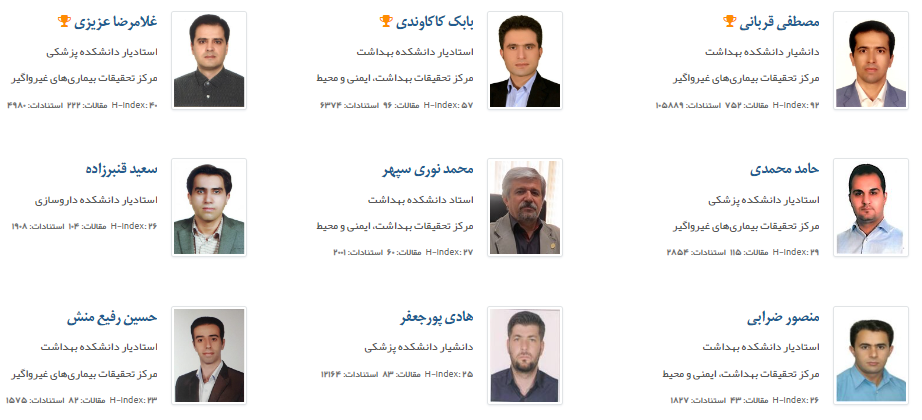 مصطفی قربانی
دانشیار دانشکده بهداشت
مرکز تحقیقات بیماری‌های غیرواگیر
H-Index: ۹۲ مقالات: ۷۵۲ استنادات: ۱۰۵۸۸۹
بابک کاکاوندی
استادیار دانشکده بهداشت
مرکز تحقیقات بهداشت، ایمنی و محیط
H-Index: ۵۷ مقالات: ۹۶ استنادات: ۶۳۷۴
غلامرضا عزیزی
استادیار دانشکده پزشکی
مرکز تحقیقات بیماری‌های غیرواگیر
H-Index: ۴۰ مقالات: ۲۲۲ استنادات: ۴۹۸۰
حامد محمدی
استادیار دانشکده پزشکی
مرکز تحقیقات بیماری‌های غیرواگیر
H-Index: ۲۹ مقالات: ۱۱۵ استنادات: ۲۸۵۴
محمد نوری سپهر
استاد دانشکده بهداشت
مرکز تحقیقات بهداشت، ایمنی و محیط
H-Index: ۲۷ مقالات: ۶۰ استنادات: ۲۰۰۱
سعید قنبرزاده
استادیار دانشکده داروسازی
H-Index: ۲۶ مقالات: ۱۰۴ استنادات: ۱۹۰۸
منصور ضرابی
استادیار دانشکده بهداشت
مرکز تحقیقات بهداشت، ایمنی و محیط
H-Index: ۲۶ مقالات: ۴۳ استنادات: ۱۸۲۷
هادی پورجعفر
دانشیار دانشکده پزشکی
H-Index: ۲۵ مقالات: ۸۳ استنادات: ۱۲۱۶۴
حسین رفیع منش
استادیار دانشکده بهداشت
مرکز تحقیقات بیماری‌های غیرواگیر
H-Index: ۲۳ مقالات: ۸۲ استنادات: ۱۵۷۵